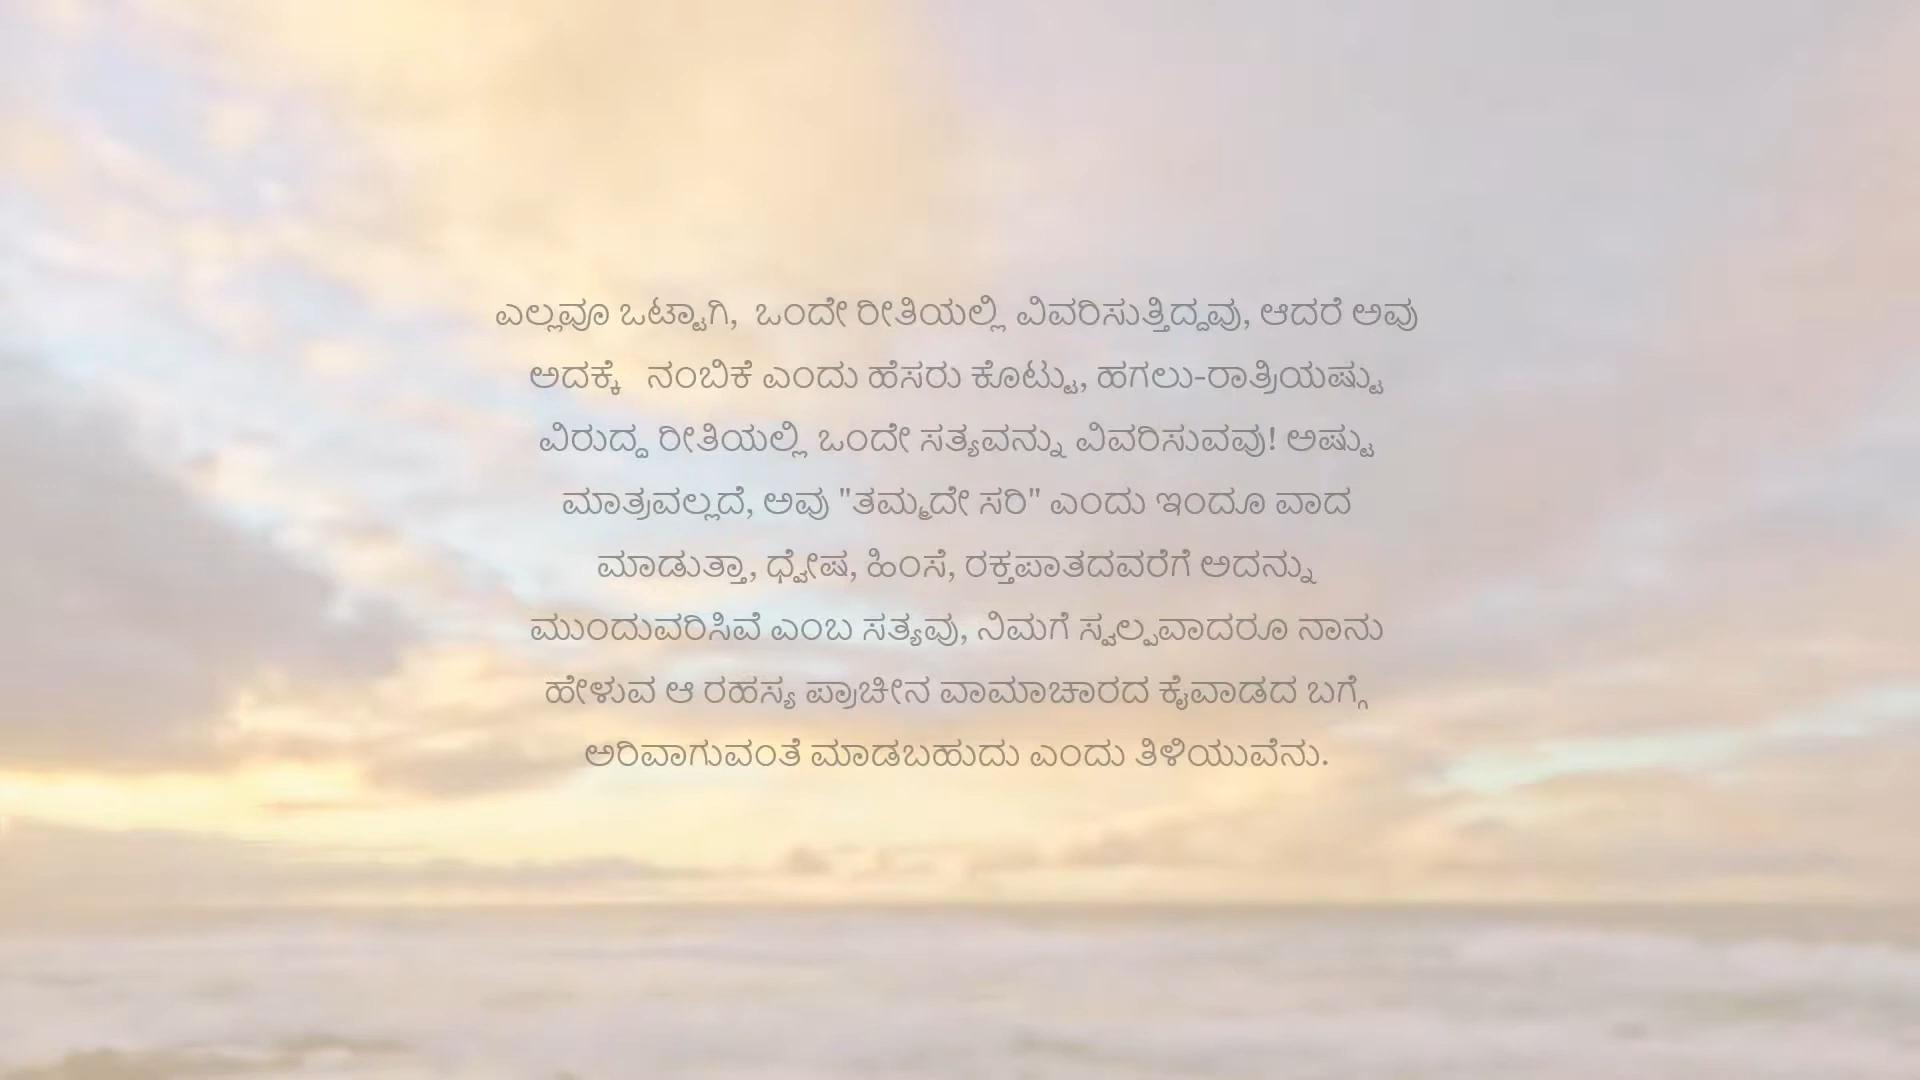 ಎಲ್ಲವೂ ಒಟ್ಟಾಗಿ,  ಒಂದೇ ರೀತಿಯಲ್ಲಿ ವಿವರಿಸುತ್ತಿದ್ದವು, ಆದರೆ ಅವು
ಅದಕ್ಕೆ  ನಂಬಿಕೆ ಎಂದು ಹೆಸರು ಕೊಟ್ಟು, ಹಗಲು-ರಾತ್ರಿಯಷ್ಟು
ವಿರುದ್ದ ರೀತಿಯಲ್ಲಿ ಒಂದೇ ಸತ್ಯವನ್ನು ವಿವರಿಸುವವು! ಅಷ್ಟು
ಮಾತ್ರವಲ್ಲದೆ, ಅವು "ತಮ್ಮದೇ ಸರಿ" ಎಂದು ಇಂದೂ ವಾದ
ಮಾಡುತ್ತಾ, ಧ್ವೇಷ, ಹಿಂಸೆ, ರಕ್ತಪಾತದವರೆಗೆ ಅದನ್ನು
ಮುಂದುವರಿಸಿವೆ ಎಂಬ ಸತ್ಯವು, ನಿಮಗೆ ಸ್ವಲ್ಪವಾದರೂ ನಾನು
ಹೇಳುವ ಆ ರಹಸ್ಯ ಪ್ರಾಚೀನ ವಾಮಾಚಾರದ ಕೈವಾಡದ ಬಗ್ಗೆ
ಅರಿವಾಗುವಂತೆ ಮಾಡಬಹುದು ಎಂದು ತಿಳಿಯುವೆನು.